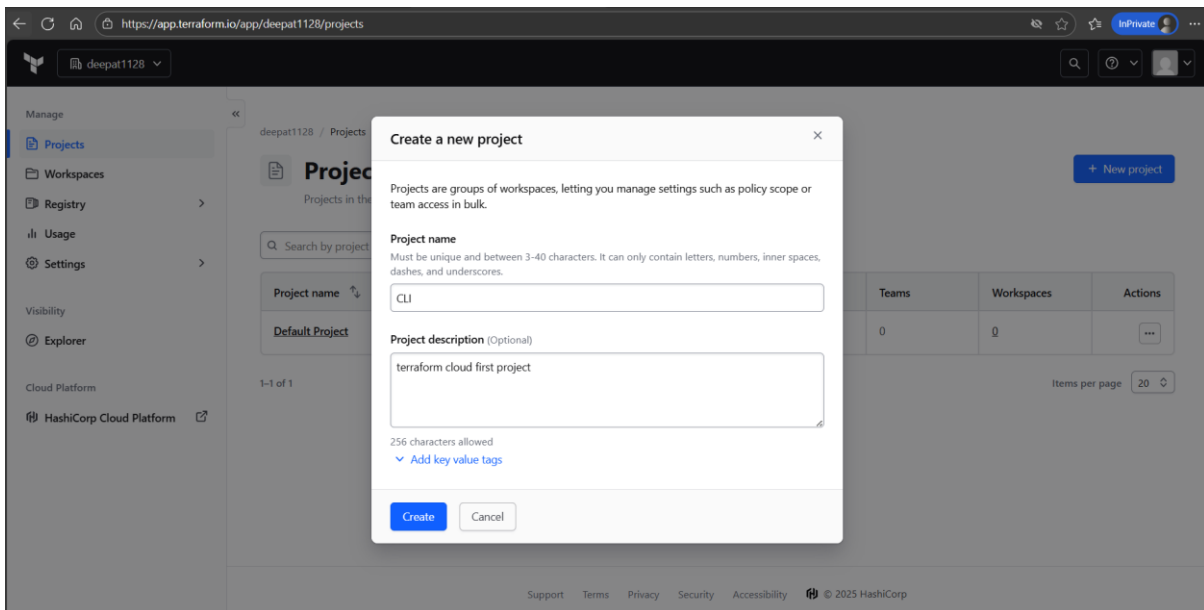 https://app.terraform.io/app/deepat1128/projects
InPrivate
deepat1128
Manage
Projects
Workspaces
Registry
Usage
Settings
Visibility
Explorer
Cloud Platform
HashiCorp Cloud Platform
deepat1128 / Projects
Projec
Projects in the
+ New project
Search by project
Project name
Teams
Workspaces
Actions
Default Project
0
0
1–1 of 1
Items per page
20
Create a new project
Projects are groups of workspaces, letting you manage settings such as policy scope or
team access in bulk.
Project name
Must be unique and between 3-40 characters. It can only contain letters, numbers, inner spaces,
dashes, and underscores.
CLI
Project description (Optional)
terraform cloud first project
256 characters allowed
Add key value tags
Create
Cancel
Support Terms Privacy Security Accessibility © 2025 HashiCorp